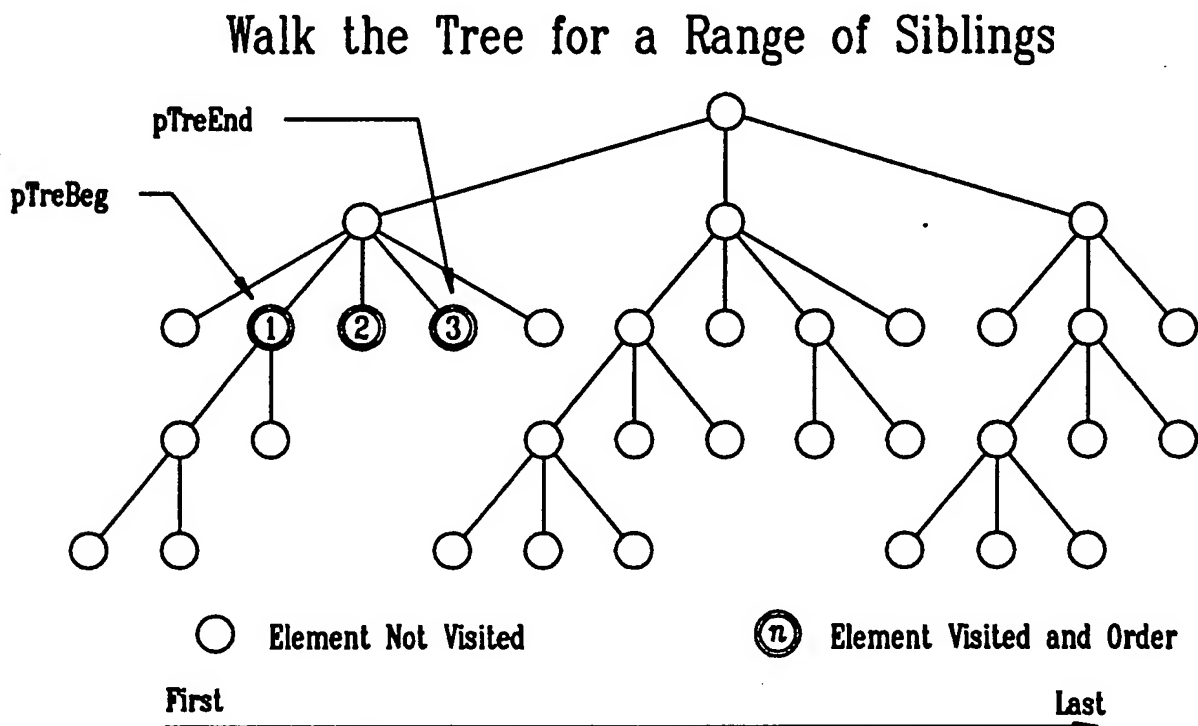 Walk the Tree for a Range of Siblings
pTreEnd
pTreBeg
1 2 3
Element Not Visited
n Element Visited and Order
First Last